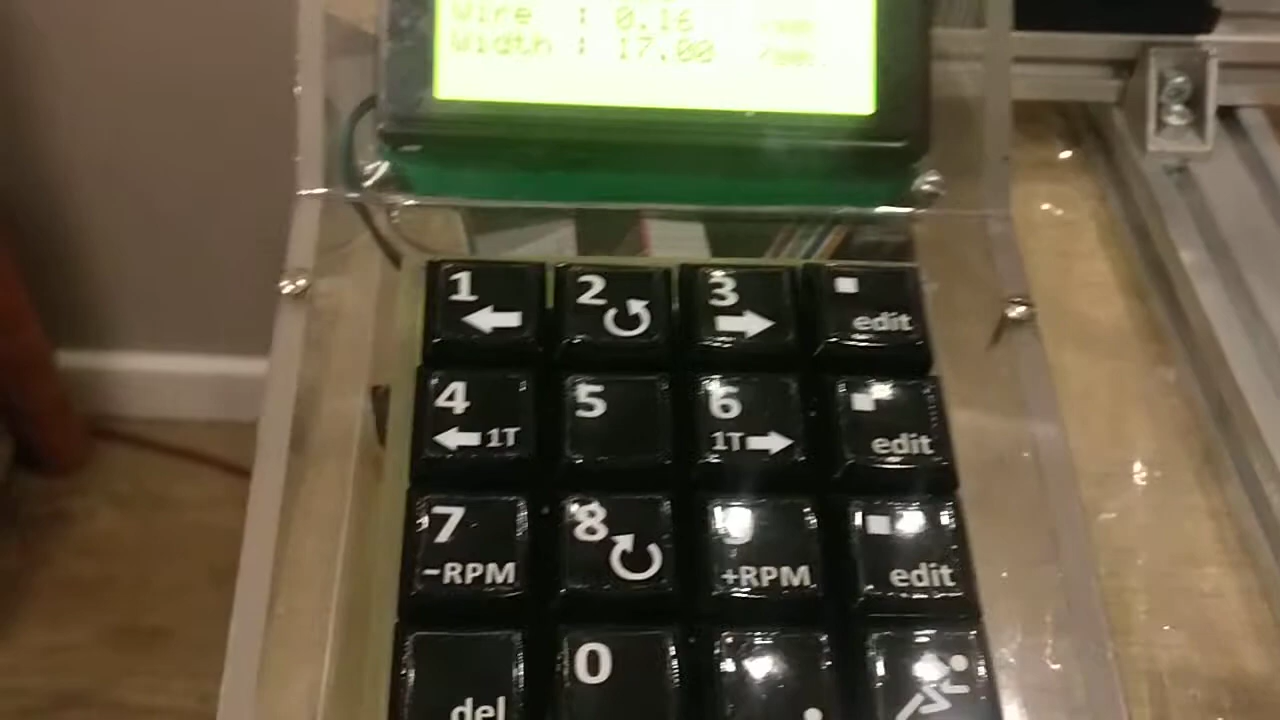 Wire : 0.16
Width : 17.00
1 2 3
edit
4 5 6
1T 1T edit
7 8
-RPM +RPM edit
0
del .